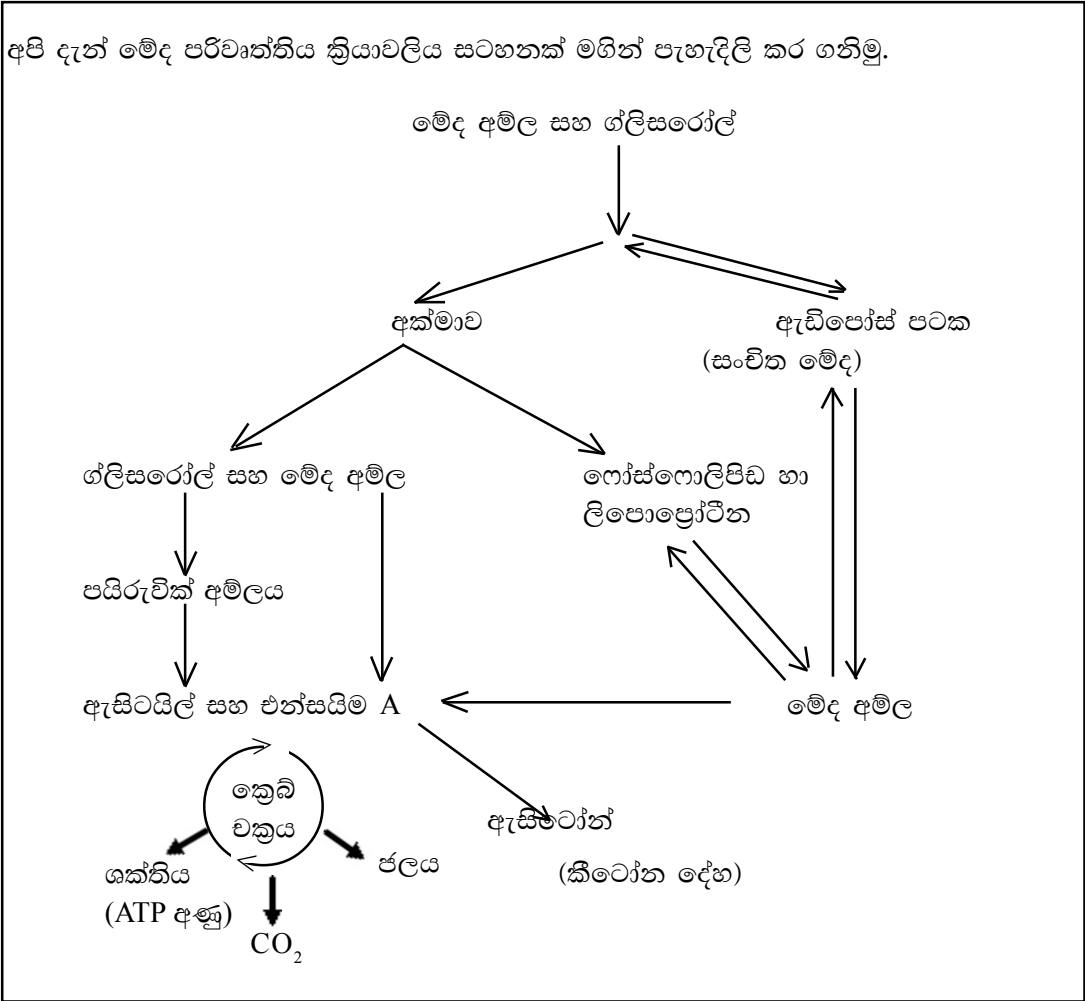 අපි දැන් මේද පරිවෘත්තිය ක්‍රියාවලිය සටහනක් මගින් පැහැදිලි කර ගනිමු.
මේද අම්ල සහ ග්ලිසරෝල්
අක්මාව
ඇඩිපෝස් පටක
(සංචිත මේද)
ග්ලිසරෝල් සහ මේද අම්ල
ෆෝස්ෆොලිපිඩ හා
ලිපොප්‍රෝටීන
පයිරුවික් අම්ලය
ඇසිටයිල් සහ එන්සයිම A
මේද අම්ල
ක්‍රෙබ්
චක්‍රය
ඇසිටෝන්
(කීටෝන දේහ)
ජලය
ශක්තිය
(ATP අණු)
CO₂